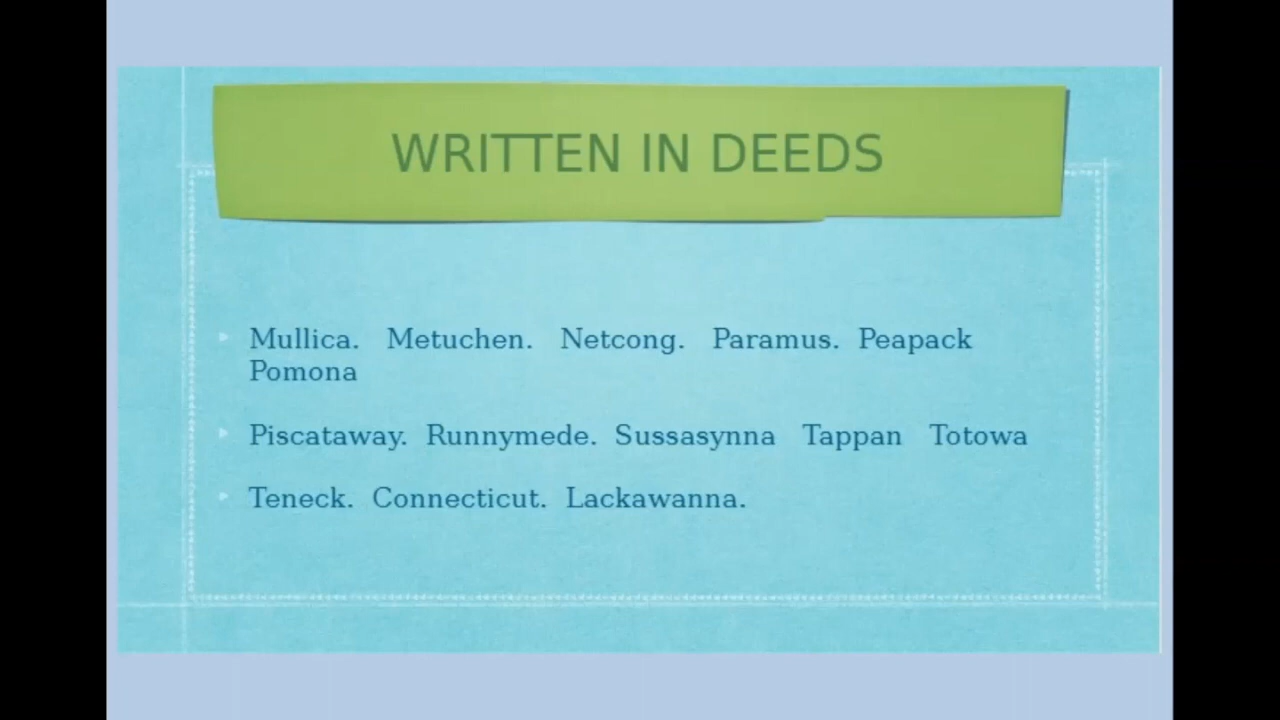 WRITTEN IN DEEDS
Mullica. Metuchen. Netcong. Paramus. Peapack
Pomona
Piscataway. Runnymede. Sussasynna Tappan Totowa
Teneck. Connecticut. Lackawanna.